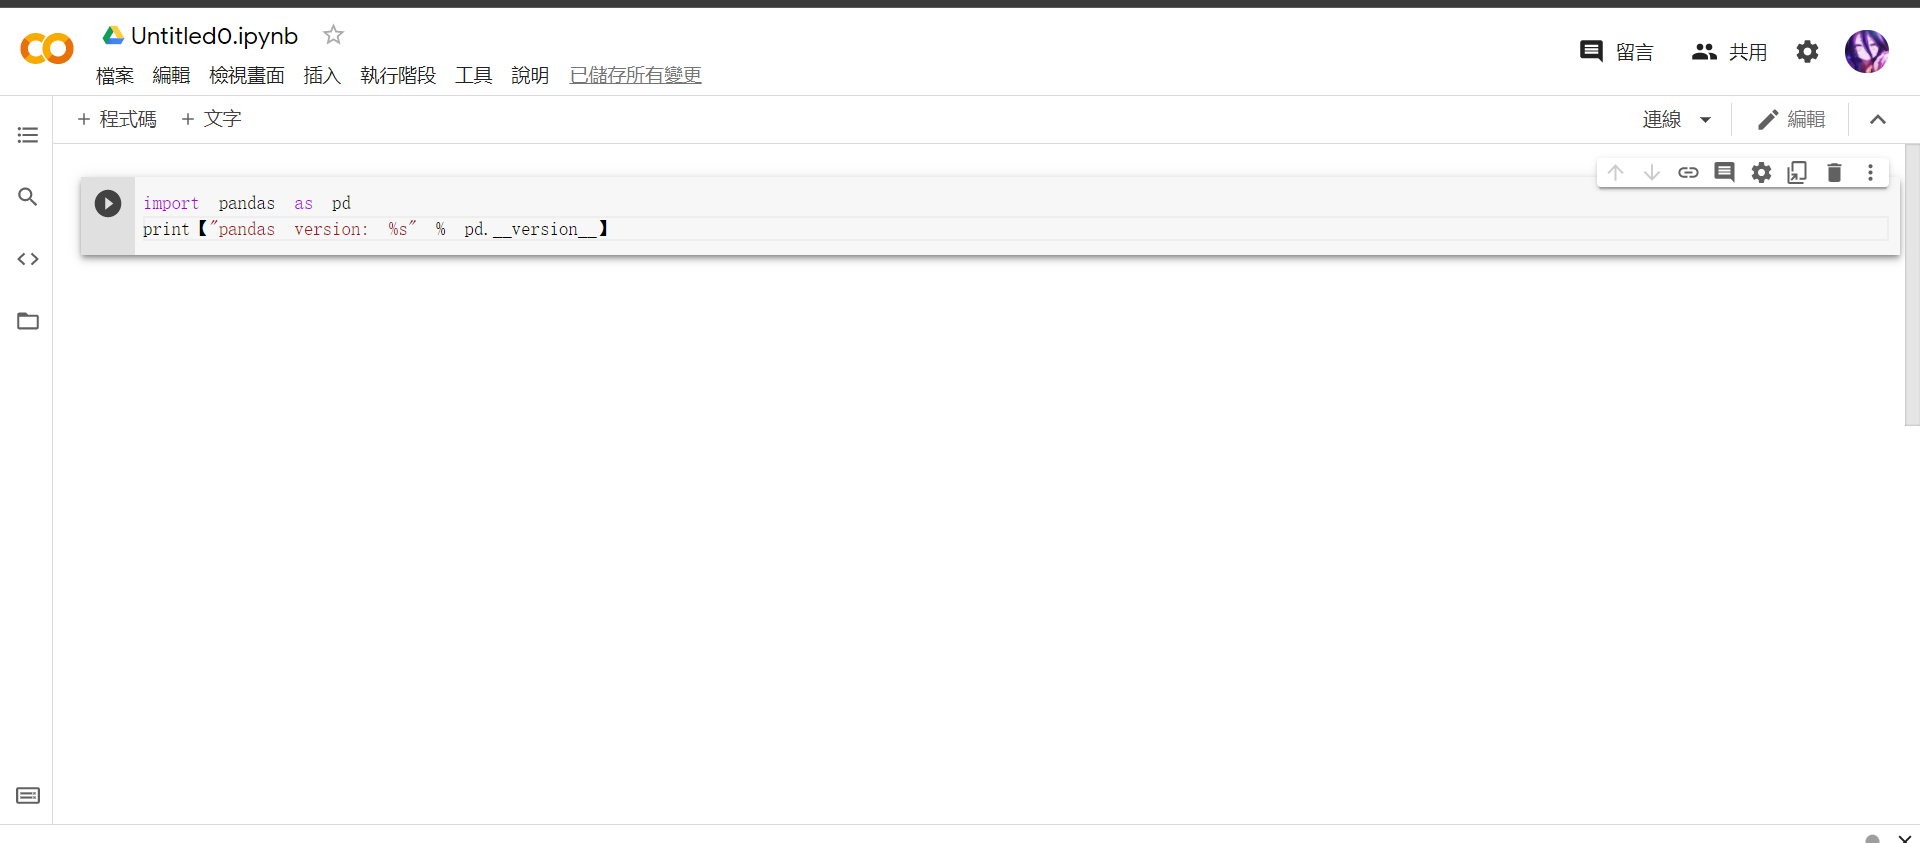 Untitled0.ipynb
檔案 編輯 檢視畫面 插入 執行階段 工具 說明 已儲存所有變更
留言 共用
+ 程式碼 + 文字
連線 編輯
import pandas as pd
print【"pandas version: %s" % pd.__version__】